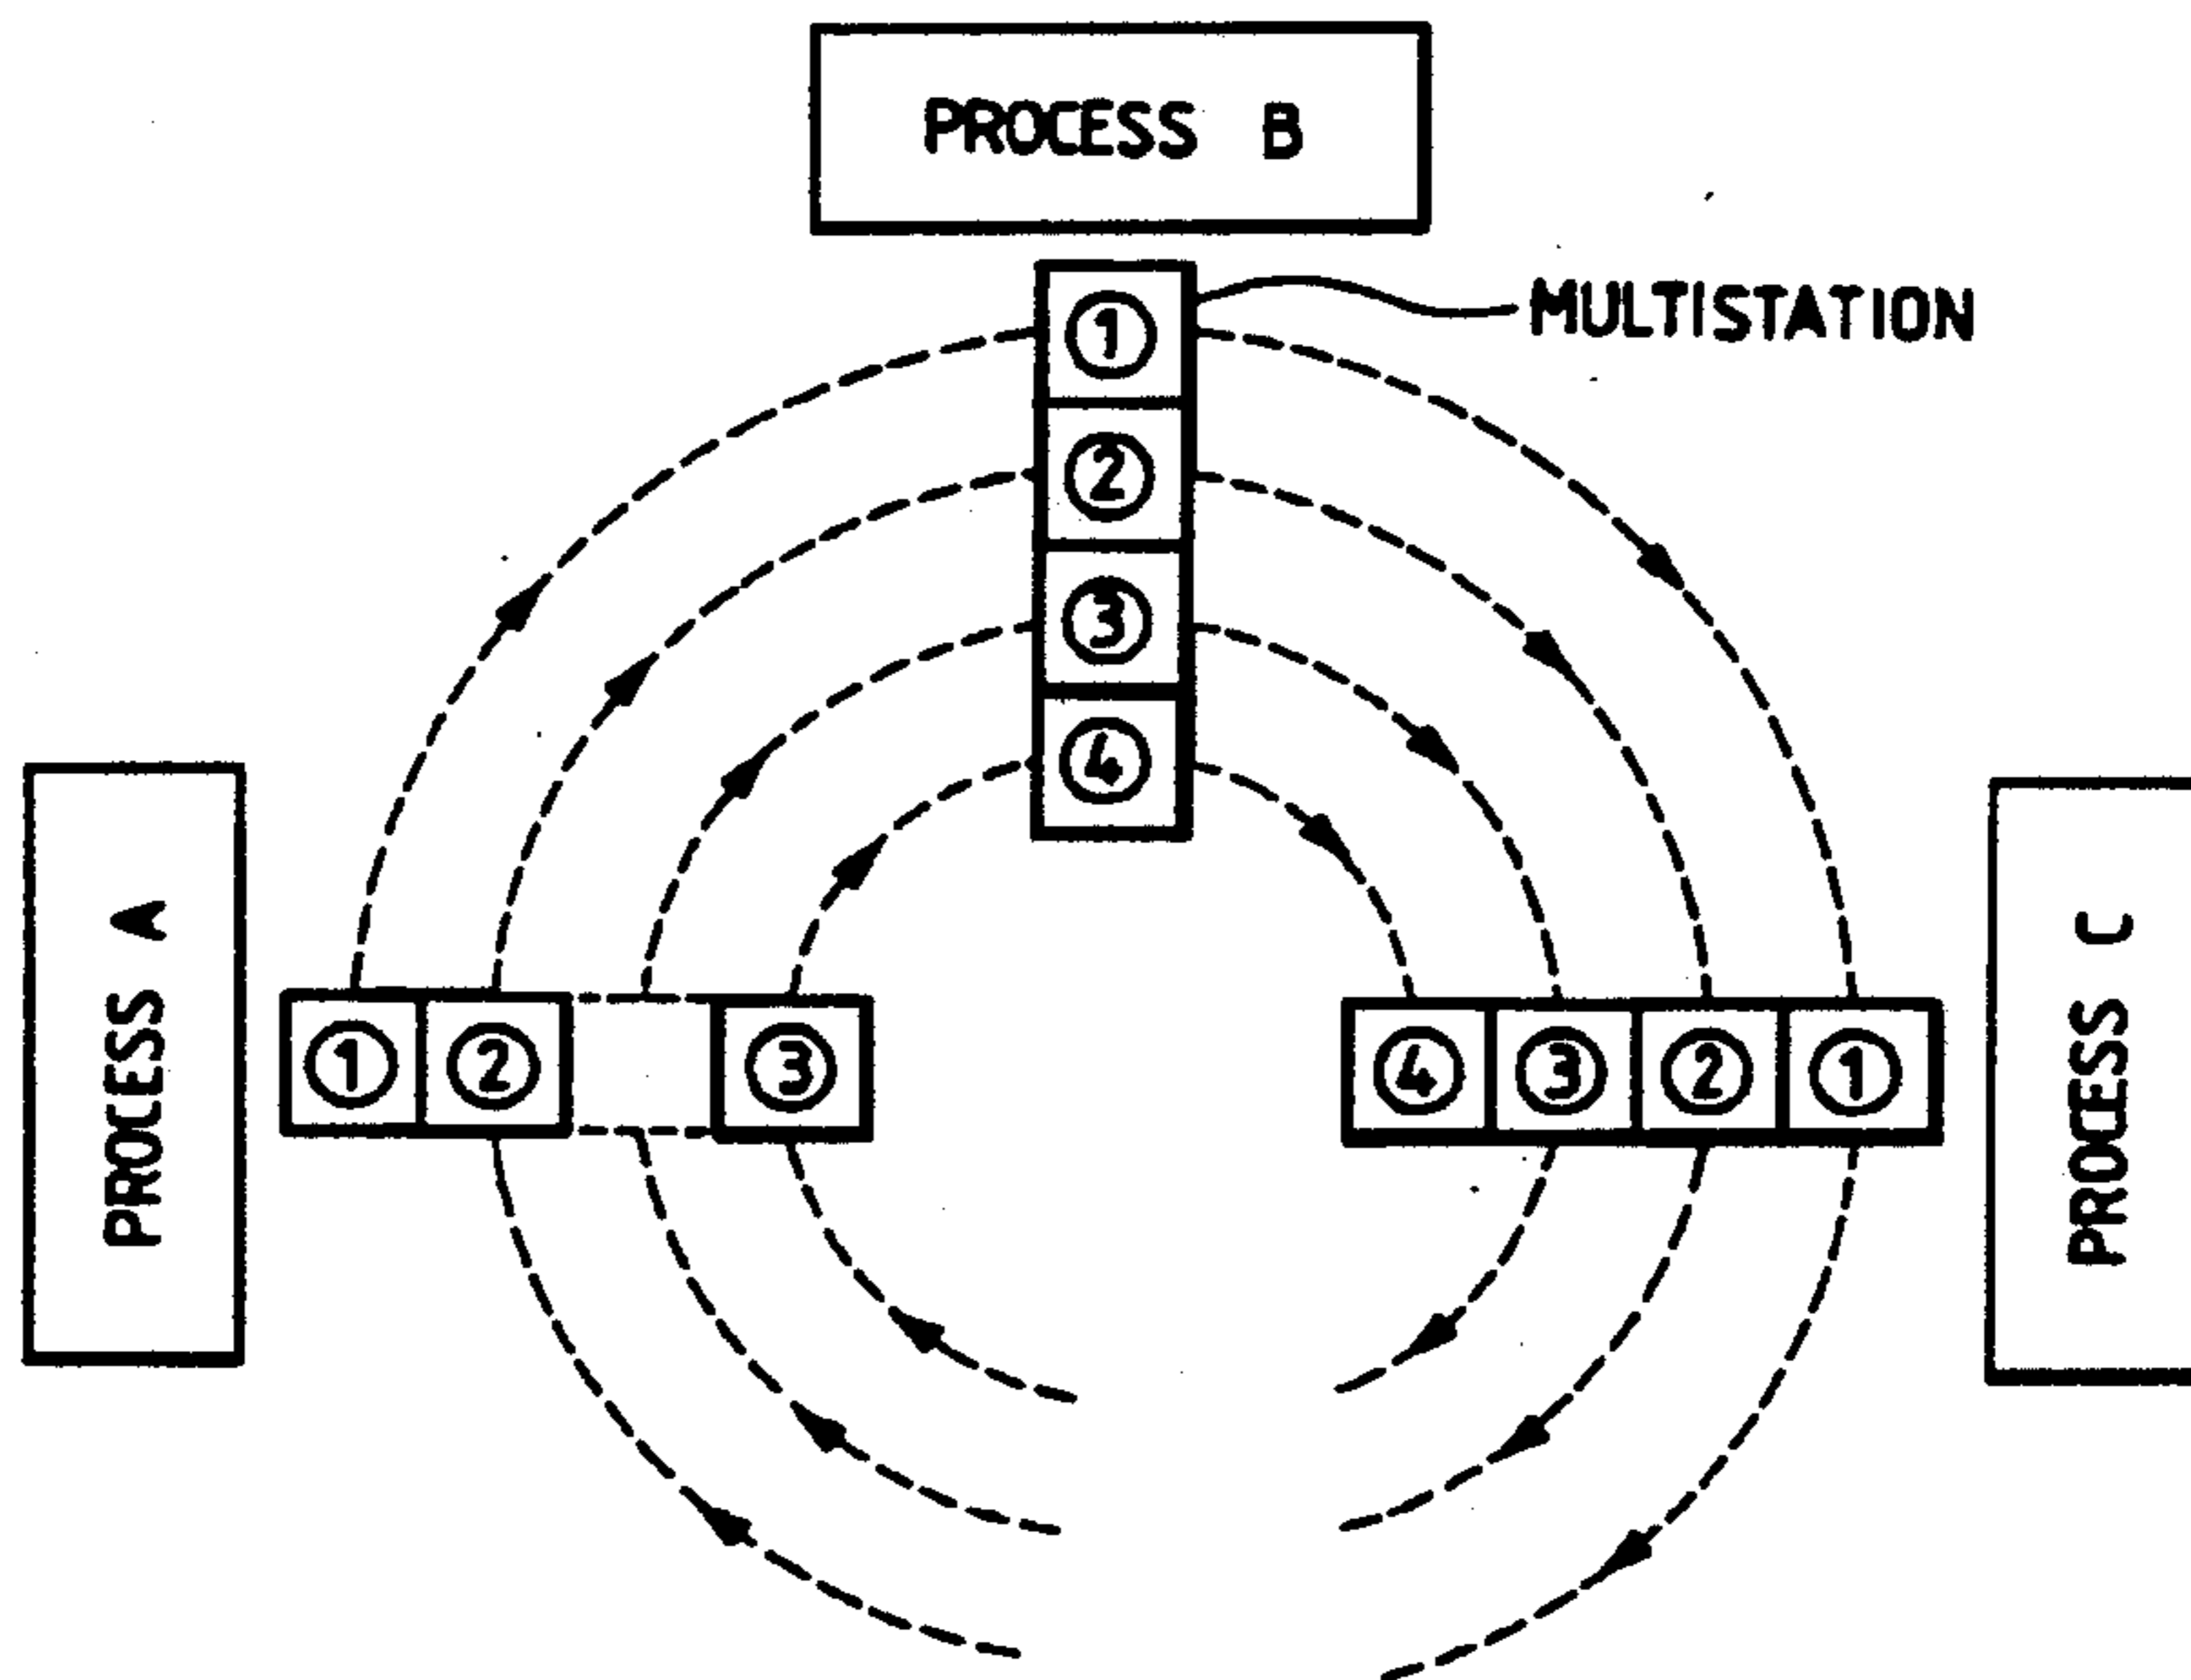 PROCESS B
MULTISTATION
1
2
3
4
PROCESS A
1 2 3
4 3 2 1
PROCESS C